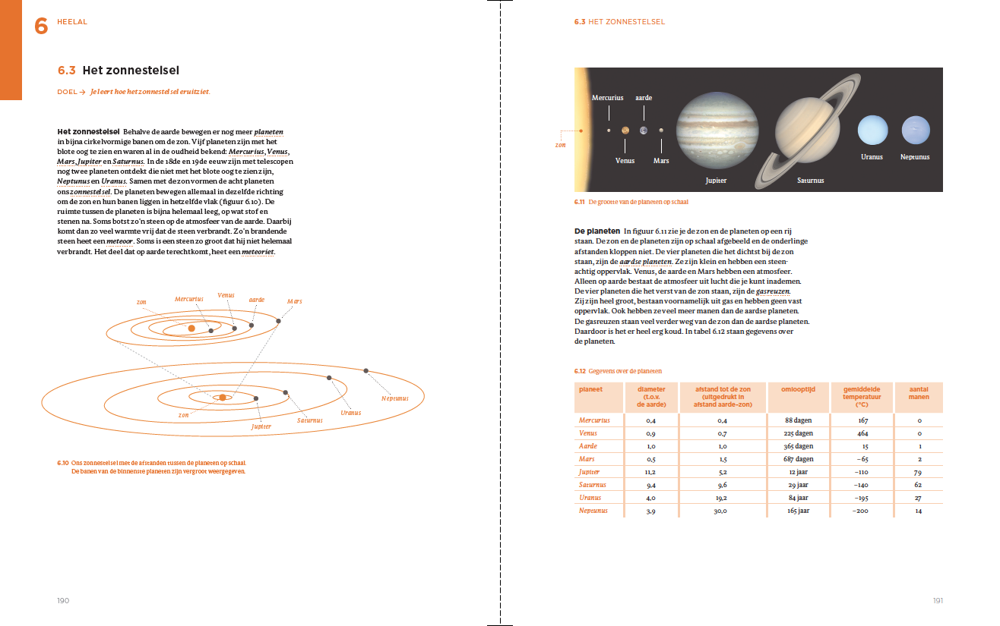 6 HEELAL
6.3 Het zonnestelsel
DOEL → Je leert hoe het zonnestelsel eruitziet.
Het zonnestelsel Behalve de aarde bewegen er nog meer planeten
in bijna cirkelvormige banen om de zon. Vijf planeten zijn met het
blote oog te zien en waren al in de oudheid bekend: Mercurius, Venus,
Mars, Jupiter en Saturnus. In de 18de en 19de eeuw zijn met telescopen
nog twee planeten ontdekt die niet met het blote oog te zien zijn,
Neptunus en Uranus. Samen met de zon vormen de acht planeten
ons zonnestelsel. De planeten bewegen allemaal in dezelfde richting
om de zon en hun banen liggen in hetzelfde vlak (figuur 6.10). De
ruimte tussen de planeten is bijna helemaal leeg, op wat stof en
stenen na. Soms botst zo'n steen op de atmosfeer van de aarde. Daarbij
komt dan zo veel warmte vrij dat de steen verbrandt. Zo'n brandende
steen heet een meteoor. Soms is een steen zo groot dat hij niet helemaal
verbrandt. Het deel dat op aarde terechtkomt, heet een meteoriet.
zon
Mercurius
Venus
aarde
Mars
zon
Jupiter
Saturnus
Uranus
Neptunus
6.10 Ons zonnestelsel met de afstanden tussen de planeten op schaal.
De banen van de binnenste planeten zijn vergroot weergegeven.
190
6.3 HET ZONNESTELSEL
zon
Mercurius
aarde
Venus
Mars
Jupiter
Saturnus
Uranus
Neptunus
6.11 De grootte van de planeten op schaal
De planeten In figuur 6.11 zie je de zon en de planeten op een rij
staan. De zon en de planeten zijn op schaal afgebeeld en de onderlinge
afstanden kloppen niet. De vier planeten die het dichtst bij de zon
staan, zijn de aardse planeten. Ze zijn klein en hebben een steen-
achtig oppervlak. Venus, de aarde en Mars hebben een atmosfeer.
Alleen op aarde bestaat de atmosfeer uit lucht die je kunt inademen.
De vier planeten die het verst van de zon staan, zijn de gasreuzen.
Zij zijn heel groot, bestaan voornamelijk uit gas en hebben geen vast
oppervlak. Ook hebben ze veel meer manen dan de aardse planeten.
De gasreuzen staan veel verder weg van de zon dan de aardse planeten.
Daardoor is het er heel erg koud. In tabel 6.12 staan gegevens over
de planeten.
6.12 Gegevens over de planeten
planeet diameter (t.o.v. de aarde) afstand tot de zon (uitgedrukt in afstand aarde–zon) omlooptijd gemiddelde temperatuur (°C) aantal manen
Mercurius 0,4 0,4 88 dagen 167 0
Venus 0,9 0,7 225 dagen 464 0
Aarde 1,0 1,0 365 dagen 15 1
Mars 0,5 1,5 687 dagen –65 2
Jupiter 11,2 5,2 12 jaar –110 79
Saturnus 9,4 9,6 29 jaar –140 62
Uranus 4,0 19,2 84 jaar –195 27
Neptunus 3,9 30,0 165 jaar –200 14
191